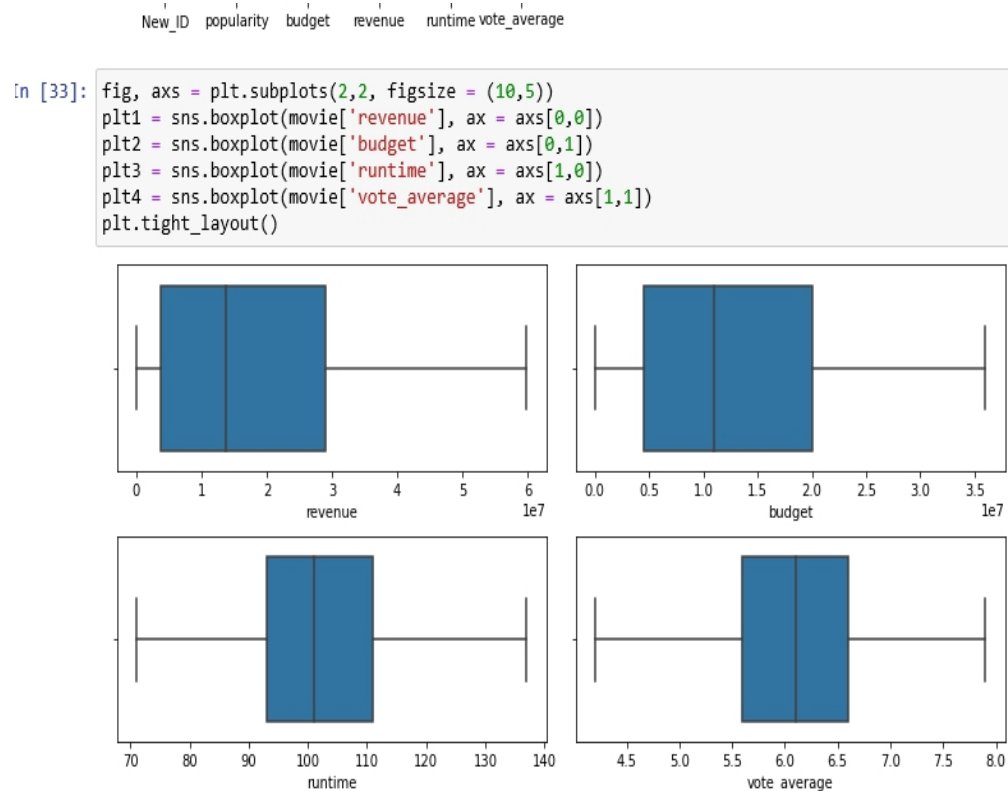 New_ID popularity budget revenue runtime vote_average
In [33]: fig, axs = plt.subplots(2,2, figsize = (10,5))
plt1 = sns.boxplot(movie['revenue'], ax = axs[0,0])
plt2 = sns.boxplot(movie['budget'], ax = axs[0,1])
plt3 = sns.boxplot(movie['runtime'], ax = axs[1,0])
plt4 = sns.boxplot(movie['vote_average'], ax = axs[1,1])
plt.tight_layout()
0 1 2 3 4 5 6
1e7
revenue
0.0 0.5 1.0 1.5 2.0 2.5 3.0 3.5
1e7
budget
70 80 90 100 110 120 130 140
runtime
4.5 5.0 5.5 6.0 6.5 7.0 7.5 8.0
vote_average